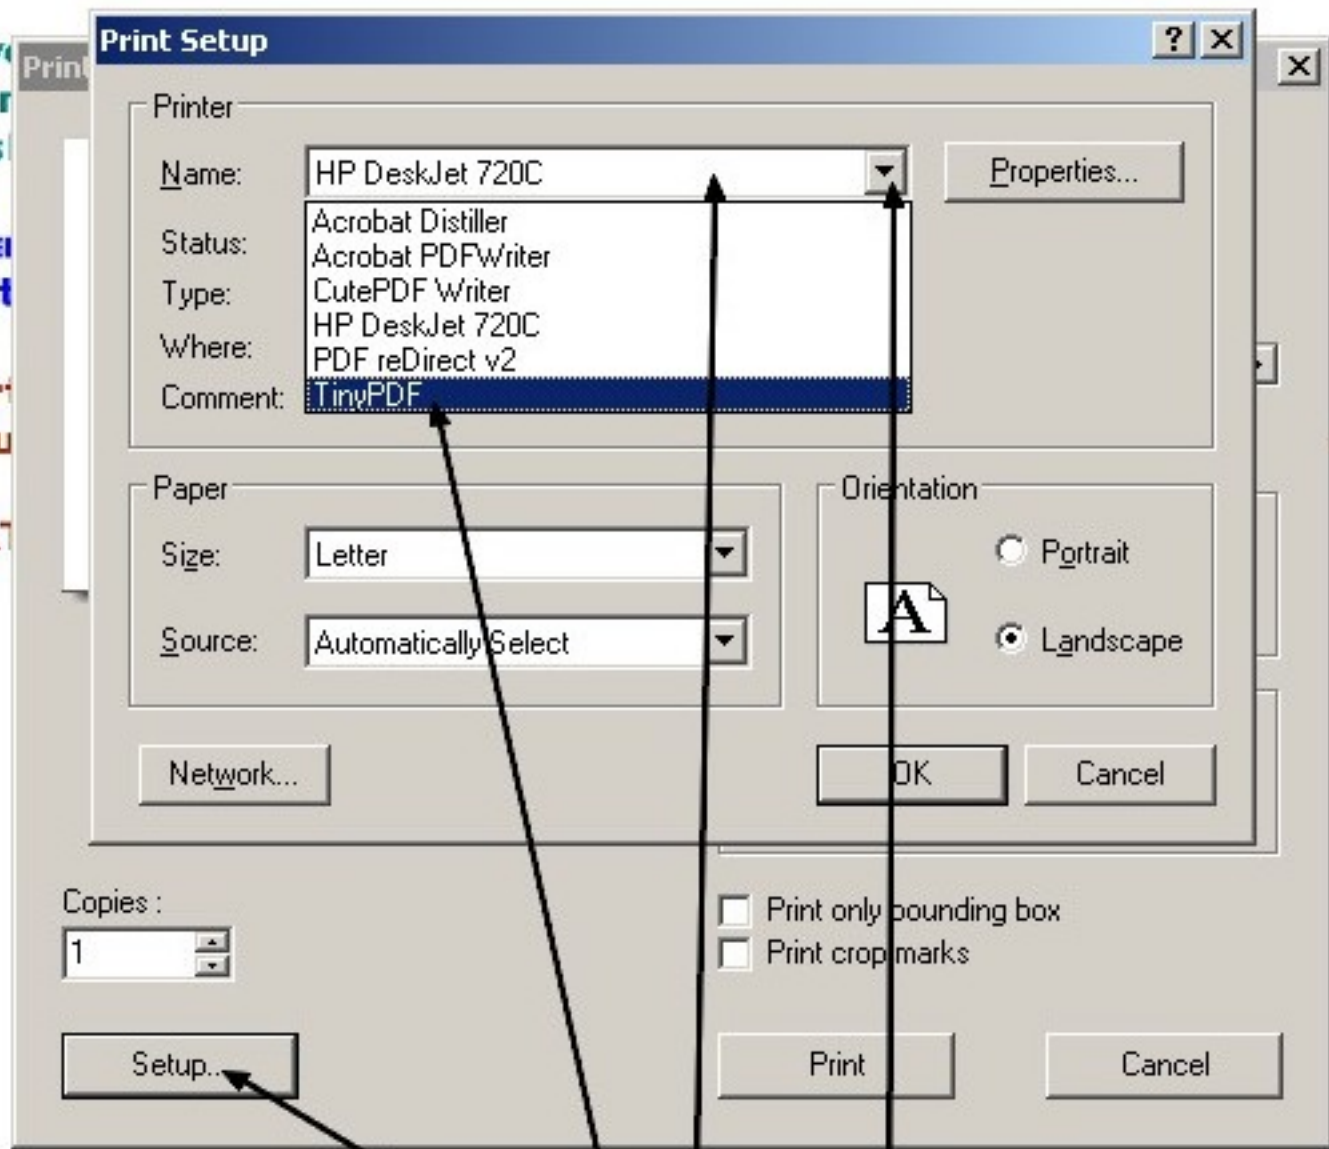 Print Setup
Print
Printer
Name:
HP DeskJet 720C
Properties...
Acrobat Distiller
Status:
Acrobat PDFWriter
Type:
CutePDF Writer
HP DeskJet 720C
Where:
PDF reDirect v2
Comment:
TinyPDF
Paper
Orientation
Size:
Letter
Portrait
A
Source:
Automatically Select
Landscape
Network...
OK
Cancel
Copies :
1
Print only bounding box
Print crop marks
Setup...
Print
Cancel